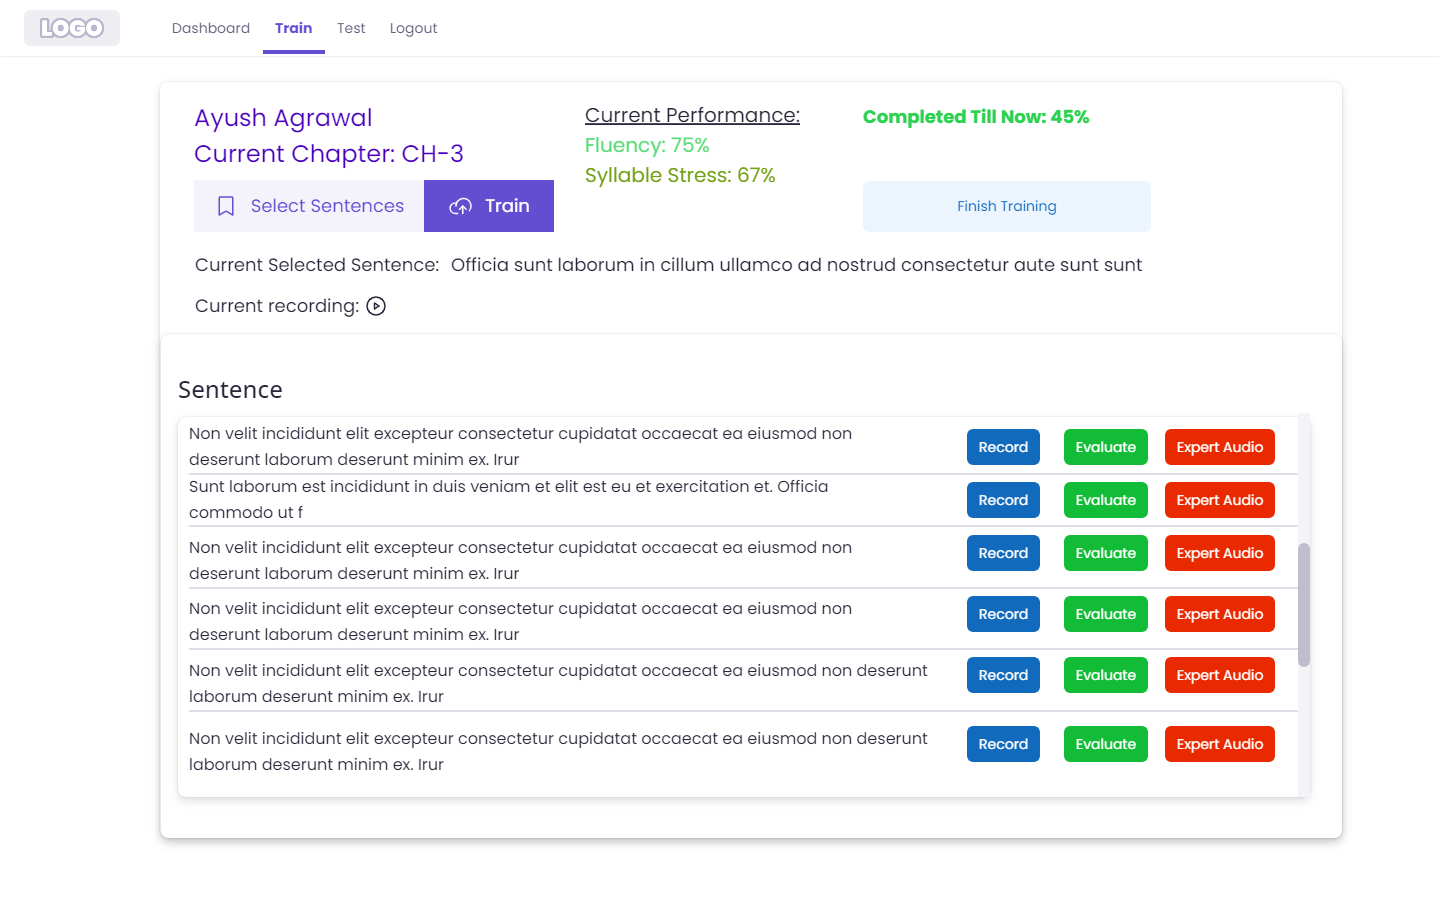 LOGO
Dashboard Train Test Logout
Ayush Agrawal
Current Chapter: CH-3
Current Performance:
Fluency: 75%
Syllable Stress: 67%
Completed Till Now: 45%
Select Sentences Train
Finish Training
Current Selected Sentence: Officia sunt laborum in cillum ullamco ad nostrud consectetur aute sunt sunt
Current recording:
Sentence
Non velit incididunt elit excepteur consectetur cupidatat occaecat ea eiusmod non
deserunt laborum deserunt minim ex. Irur
Record Evaluate Expert Audio
Sunt laborum est incididunt in duis veniam et elit est eu et exercitation et. Officia
commodo ut f
Record Evaluate Expert Audio
Non velit incididunt elit excepteur consectetur cupidatat occaecat ea eiusmod non
deserunt laborum deserunt minim ex. Irur
Record Evaluate Expert Audio
Non velit incididunt elit excepteur consectetur cupidatat occaecat ea eiusmod non
deserunt laborum deserunt minim ex. Irur
Record Evaluate Expert Audio
Non velit incididunt elit excepteur consectetur cupidatat occaecat ea eiusmod non deserunt
laborum deserunt minim ex. Irur
Record Evaluate Expert Audio
Non velit incididunt elit excepteur consectetur cupidatat occaecat ea eiusmod non deserunt
laborum deserunt minim ex. Irur
Record Evaluate Expert Audio